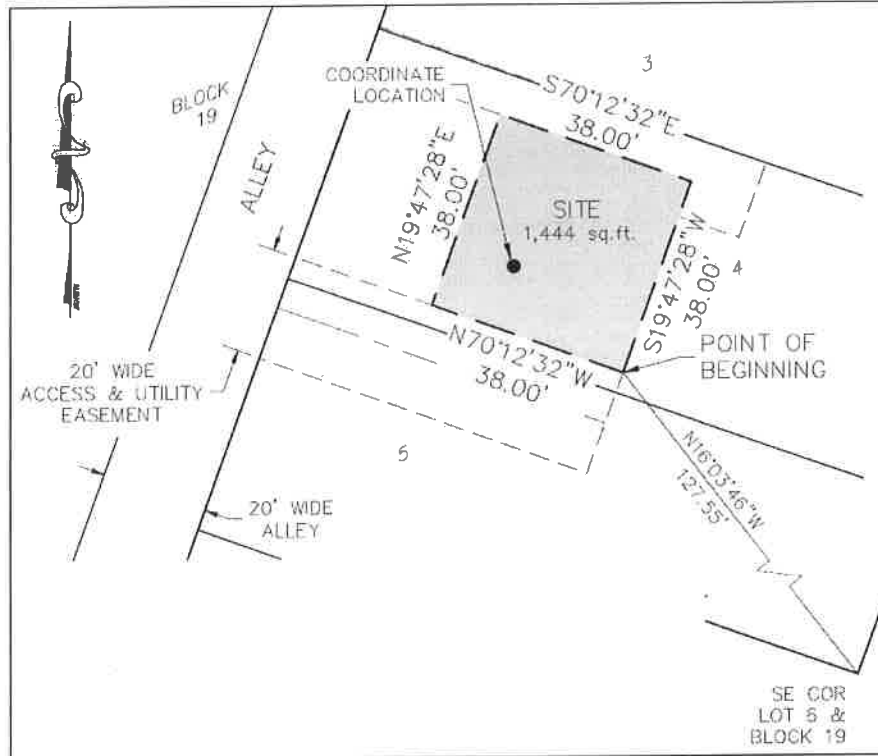 3
COORDINATE
LOCATION
S70°12'32"E
38.00'
BLOCK
19
ALLEY
N19°47'28"E
38.00'
SITE
1,444 sq.ft.
S19°47'28"W
38.00'
4
POINT OF
BEGINNING
N70°12'32"W
38.00'
20' WIDE
ACCESS & UTILITY
EASEMENT
5
20' WIDE
ALLEY
N16°03'46"W
127.55'
SE COR
LOT 6 &
BLOCK 19